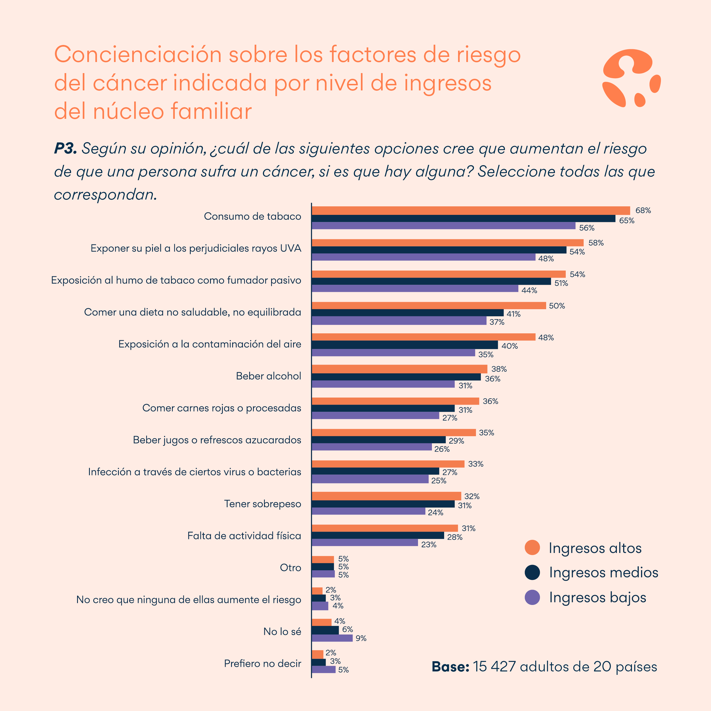 Concienciación sobre los factores de riesgo
del cáncer indicada por nivel de ingresos
del núcleo familiar
P3. Según su opinión, ¿cuál de las siguientes opciones cree que aumentan el riesgo
de que una persona sufra un cáncer, si es que hay alguna? Seleccione todas las que
correspondan.
Consumo de tabaco
68%
65%
56%
Exponer su piel a los perjudiciales rayos UVA
58%
54%
48%
Exposición al humo de tabaco como fumador pasivo
54%
51%
44%
Comer una dieta no saludable, no equilibrada
50%
41%
37%
Exposición a la contaminación del aire
48%
40%
35%
Beber alcohol
38%
36%
31%
Comer carnes rojas o procesadas
36%
31%
27%
Beber jugos o refrescos azucarados
35%
29%
26%
Infección a través de ciertos virus o bacterias
33%
27%
25%
Tener sobrepeso
32%
31%
24%
Falta de actividad física
31%
28%
23%
Otro
5%
5%
5%
No creo que ninguna de ellas aumente el riesgo
2%
3%
4%
No lo sé
4%
6%
9%
Prefiero no decir
2%
3%
5%
Ingresos altos
Ingresos medios
Ingresos bajos
Base: 15 427 adultos de 20 países